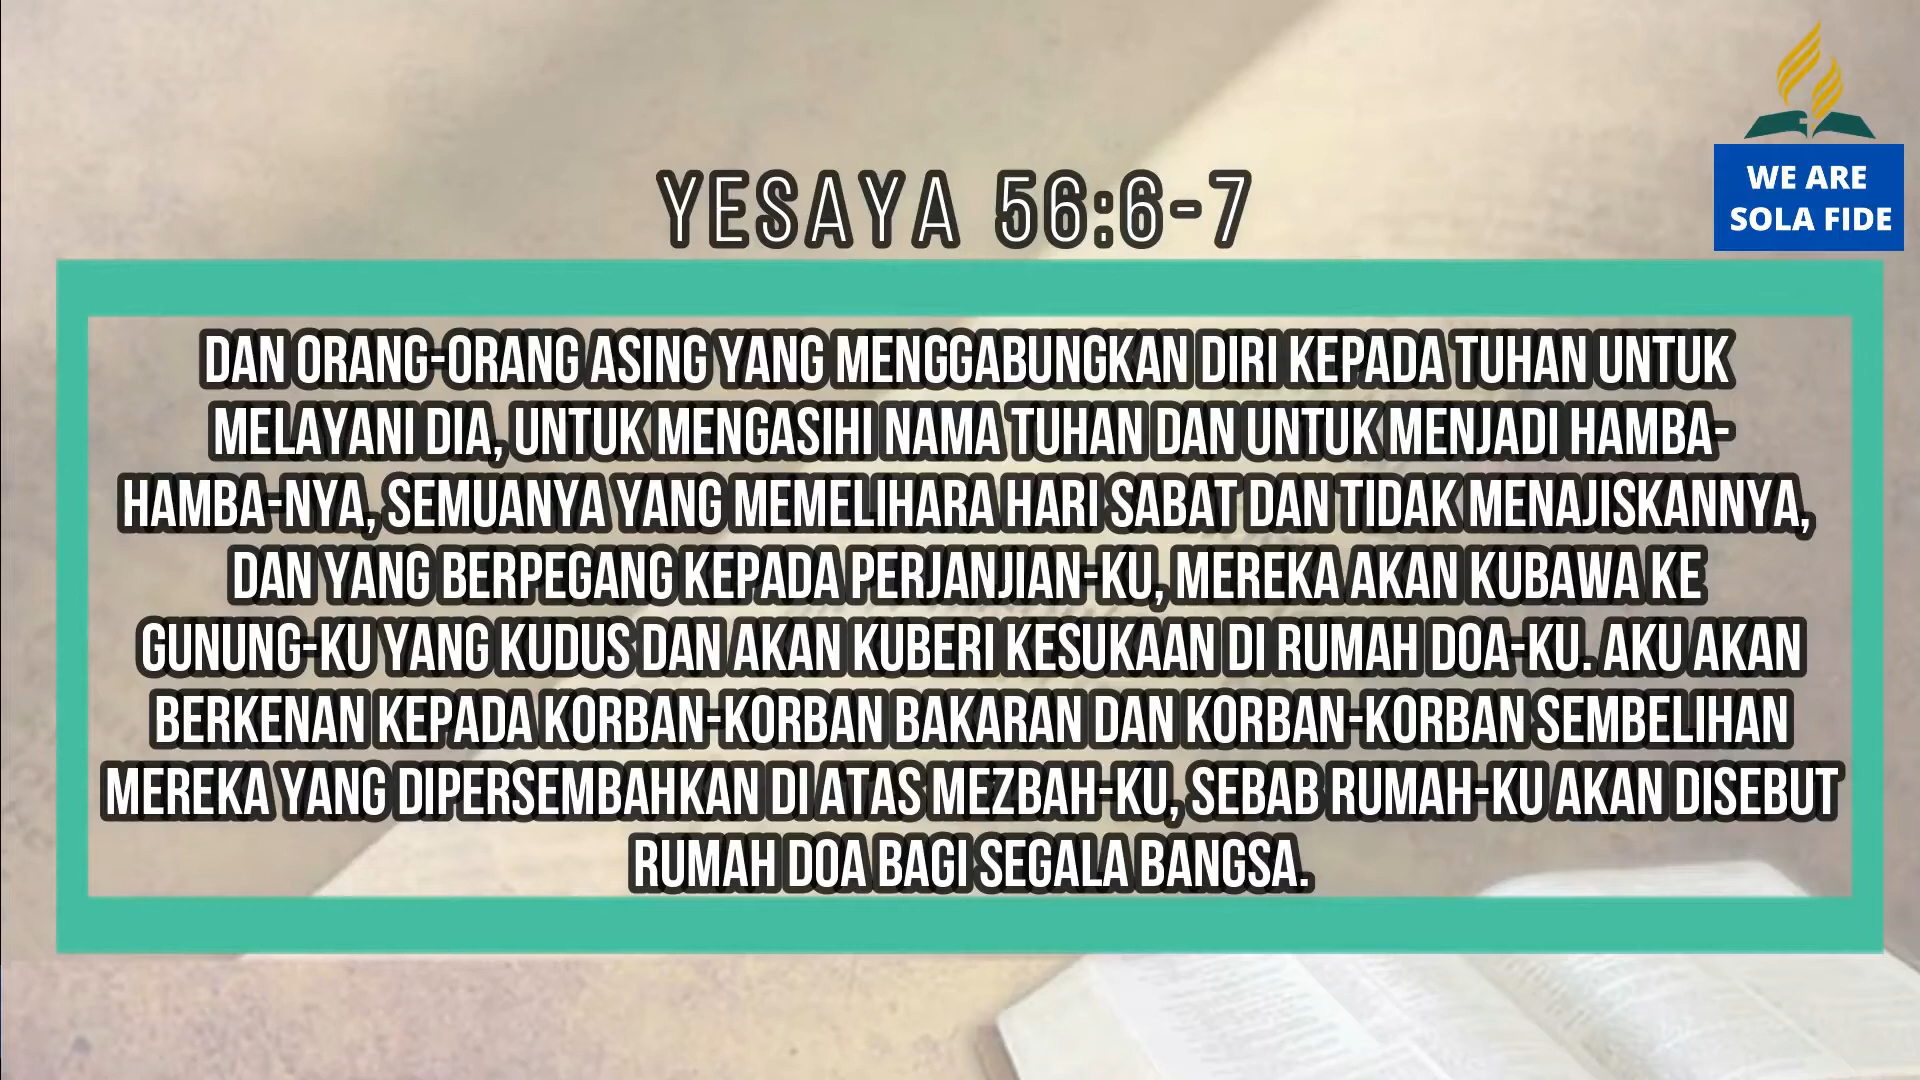 WE ARE
SOLA FIDE
YESAYA 56:6-7
DAN ORANG-ORANG ASING YANG MENGGABUNGKAN DIRI KEPADA TUHAN UNTUK
MELAYANI DIA, UNTUK MENGASIHI NAMA TUHAN DAN UNTUK MENJADI HAMBA-
HAMBA-NYA, SEMUANYA YANG MEMELIHARA HARI SABAT DAN TIDAK MENAJISKANNYA,
DAN YANG BERPEGANG KEPADA PERJANJIAN-KU, MEREKA AKAN KUBAWA KE
GUNUNG-KU YANG KUDUS DAN AKAN KUBERI KESUKAAN DI RUMAH DOA-KU. AKU AKAN
BERKENAN KEPADA KORBAN-KORBAN BAKARAN DAN KORBAN-KORBAN SEMBELIHAN
MEREKA YANG DIPERSEMBAHKAN DI ATAS MEZBAH-KU, SEBAB RUMAH-KU AKAN DISEBUT
RUMAH DOA BAGI SEGALA BANGSA.